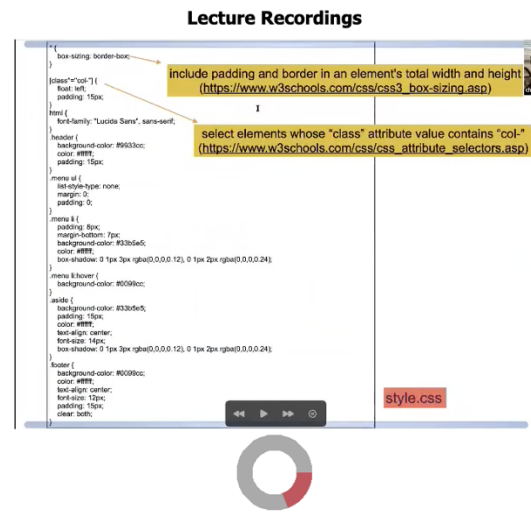 Lecture Recordings
* {
box-sizing: border-box;
}
include padding and border in an element's total width and height
(https://www.w3schools.com/css/css3_box-sizing.asp)
[class*="col-"] {
float: left;
padding: 15px;
}
html {
font-family: "Lucida Sans", sans-serif;
}
select elements whose "class" attribute value contains "col-"
(https://www.w3schools.com/css/css_attribute_selectors.asp)
.header {
background-color: #9933cc;
color: #ffffff;
padding: 15px;
}
.menu ul {
list-style-type: none;
margin: 0;
padding: 0;
}
.menu li {
padding: 8px;
margin-bottom: 7px;
background-color: #33b5e5;
color: #ffffff;
box-shadow: 0 1px 3px rgba(0,0,0,0.12), 0 1px 2px rgba(0,0,0,0.24);
}
.menu li:hover {
background-color: #0099cc;
}
.aside {
background-color: #33b5e5;
padding: 15px;
color: #ffffff;
text-align: center;
font-size: 14px;
box-shadow: 0 1px 3px rgba(0,0,0,0.12), 0 1px 2px rgba(0,0,0,0.24);
}
.footer {
background-color: #0099cc;
color: #ffffff;
text-align: center;
font-size: 12px;
padding: 15px;
clear: both;
}
style.css